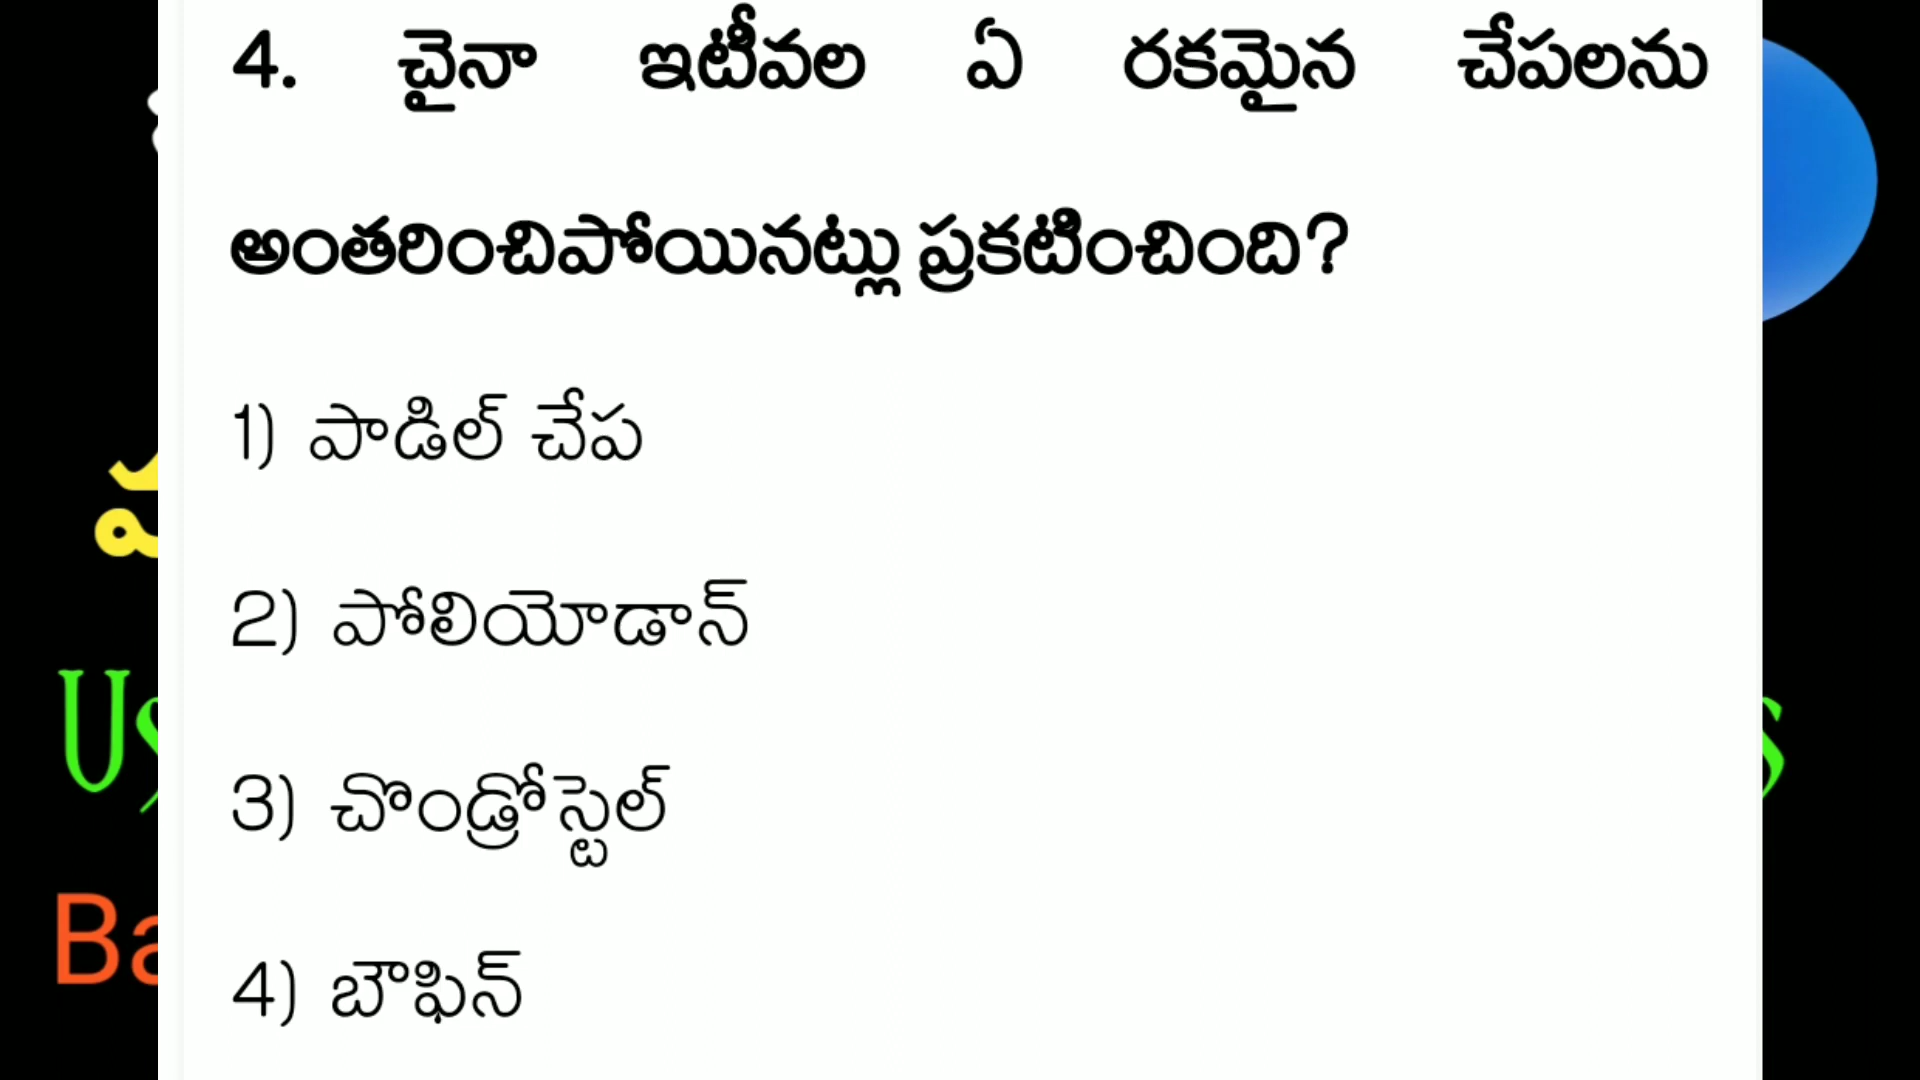 4. చైనా ఇటీవల ఏ రకమైన చేపలను
అంతరించిపోయినట్లు ప్రకటించింది?
1) పాడిల్ చేప
2) పోలియోడాన్
3) చొండ్రోస్టెల్
4) బౌఫిన్